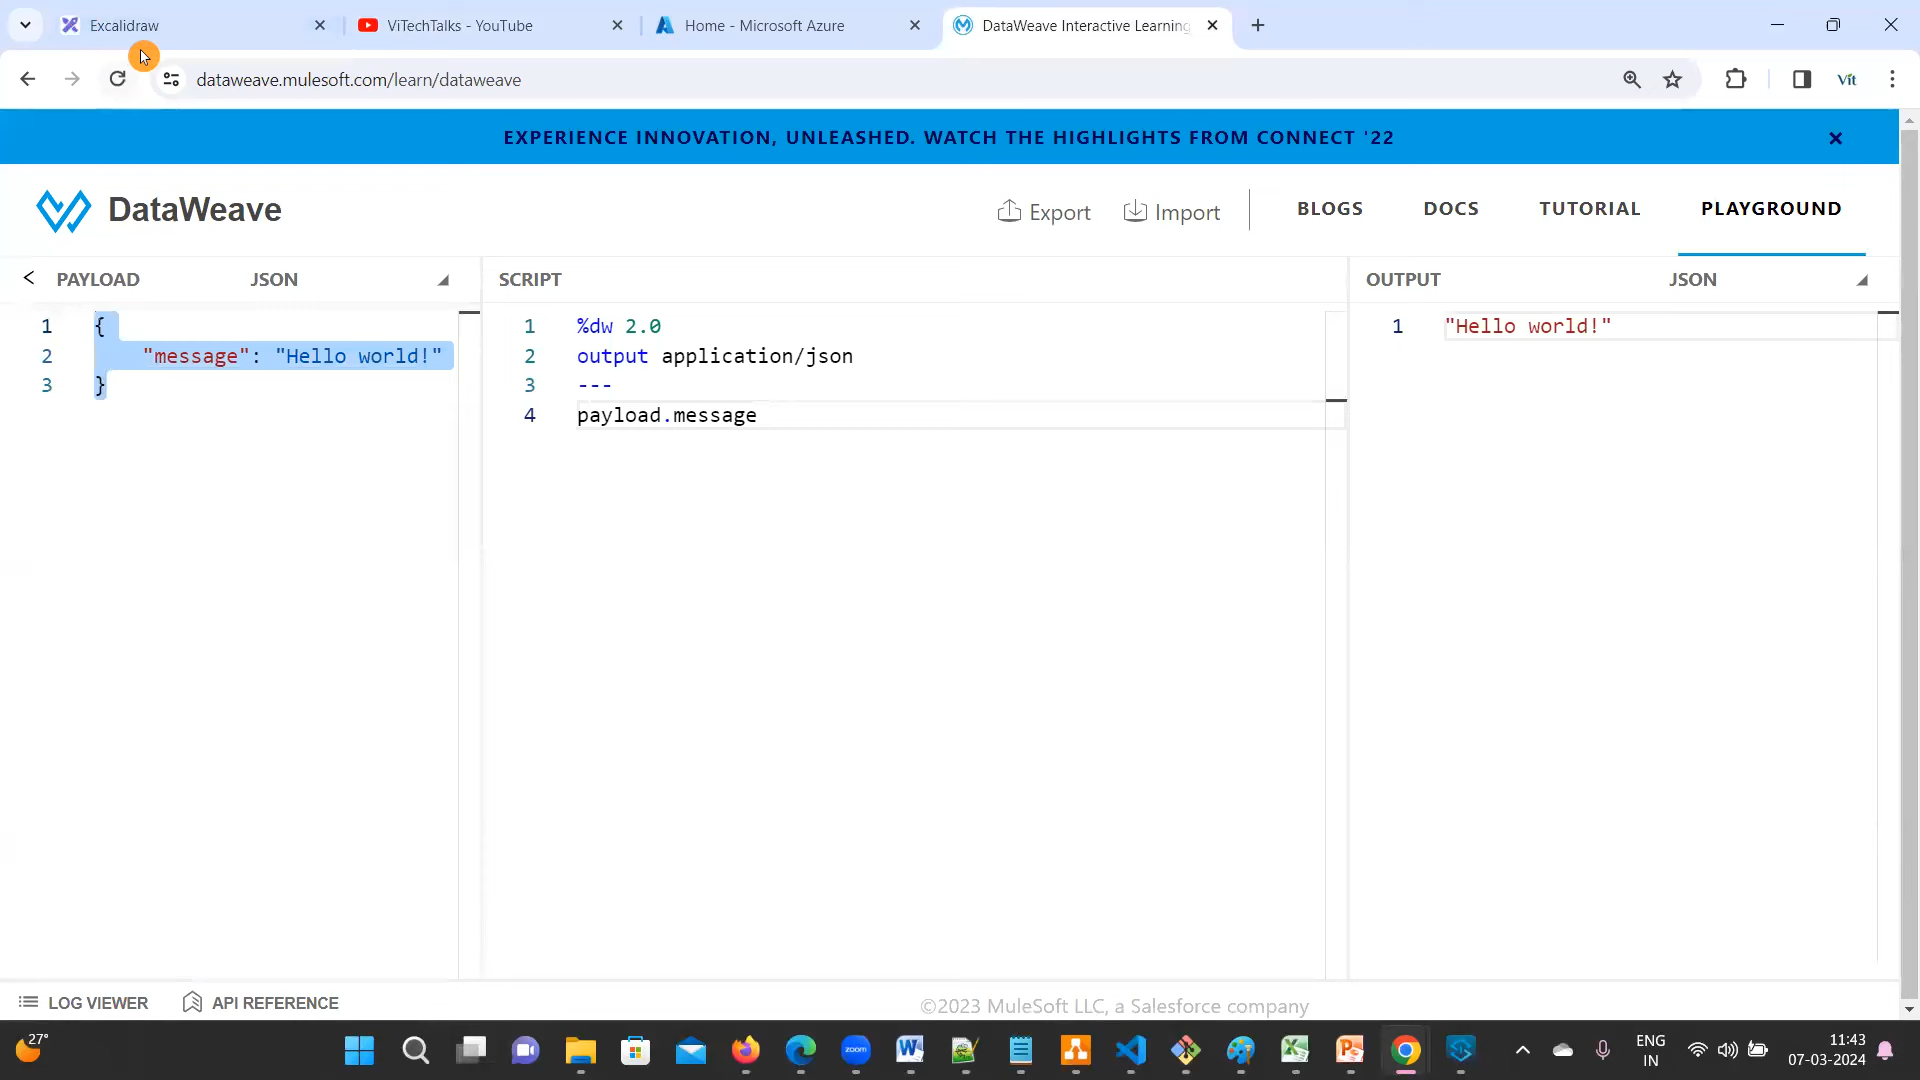 Excalidraw
ViTechTalks - YouTube
Home - Microsoft Azure
DataWeave Interactive Learning
dataweave.mulesoft.com/learn/dataweave
Vit
EXPERIENCE INNOVATION, UNLEASHED. WATCH THE HIGHLIGHTS FROM CONNECT '22
DataWeave
Export
Import
BLOGS
DOCS
TUTORIAL
PLAYGROUND
PAYLOAD
JSON
1 {
2 "message": "Hello world!"
3 }
SCRIPT
1 %dw 2.0
2 output application/json
3 ---
4 payload.message
OUTPUT
JSON
1 "Hello world!"
LOG VIEWER
API REFERENCE
©2023 MuleSoft LLC, a Salesforce company
27°
zoom
ENG
IN
11:43
07-03-2024